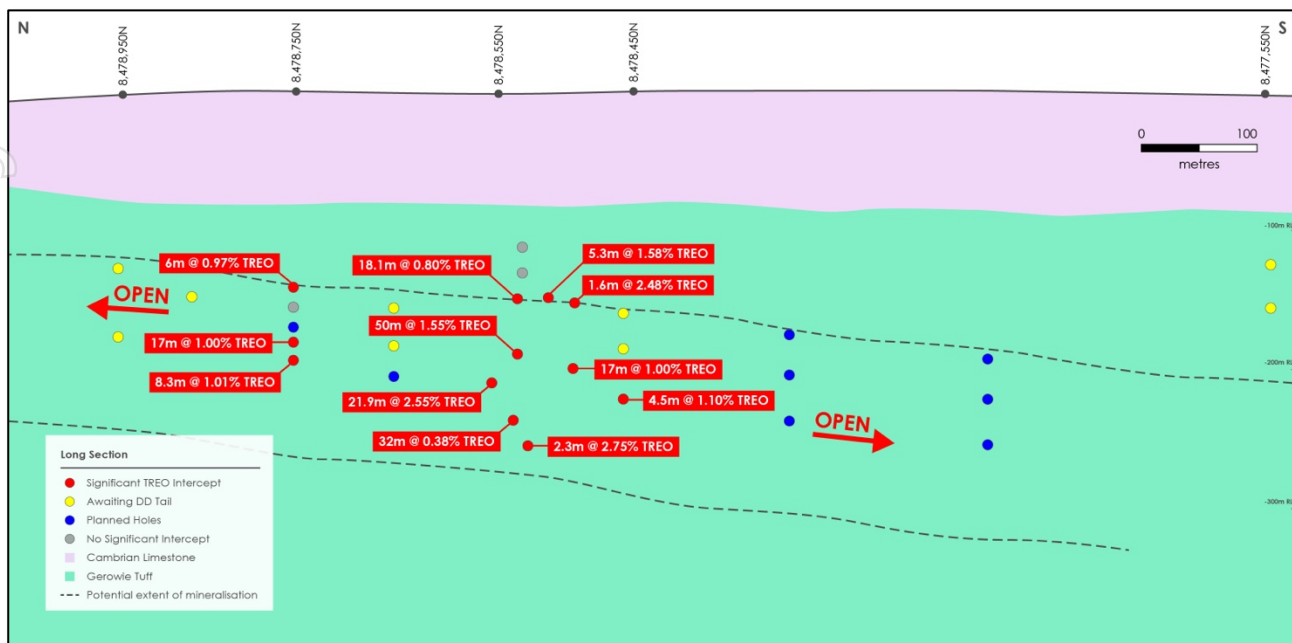 N
S
8,478,950N
8,478,750N
8,478,550N
8,478,450N
8,477,550N
0 100
metres
-100m RL
6m @ 0.97% TREO
18.1m @ 0.80% TREO
5.3m @ 1.58% TREO
1.6m @ 2.48% TREO
OPEN
50m @ 1.55% TREO
17m @ 1.00% TREO
8.3m @ 1.01% TREO
17m @ 1.00% TREO
-200m RL
21.9m @ 2.55% TREO
4.5m @ 1.10% TREO
32m @ 0.38% TREO
2.3m @ 2.75% TREO
OPEN
-300m RL
Long Section
Significant TREO Intercept
Awaiting DD Tail
Planned Holes
No Significant Intercept
Cambrian Limestone
Gerowie Tuff
Potential extent of mineralisation